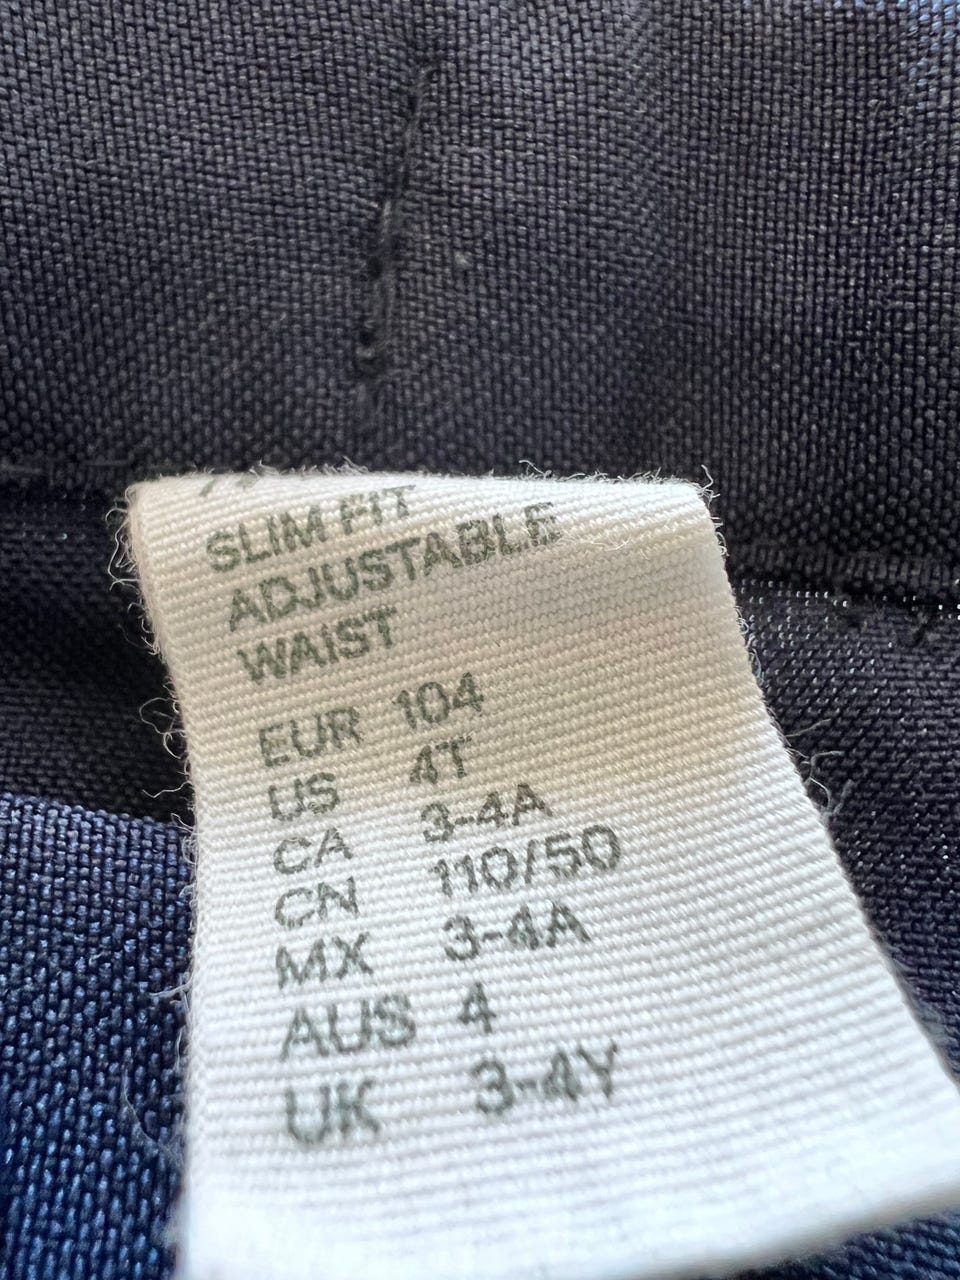 SLIM FIT
ADJUSTABLE
WAIST
EUR 104
US 4T
CA 3-4A
CN 110/50
MX 3-4A
AUS 4
UK 3-4Y